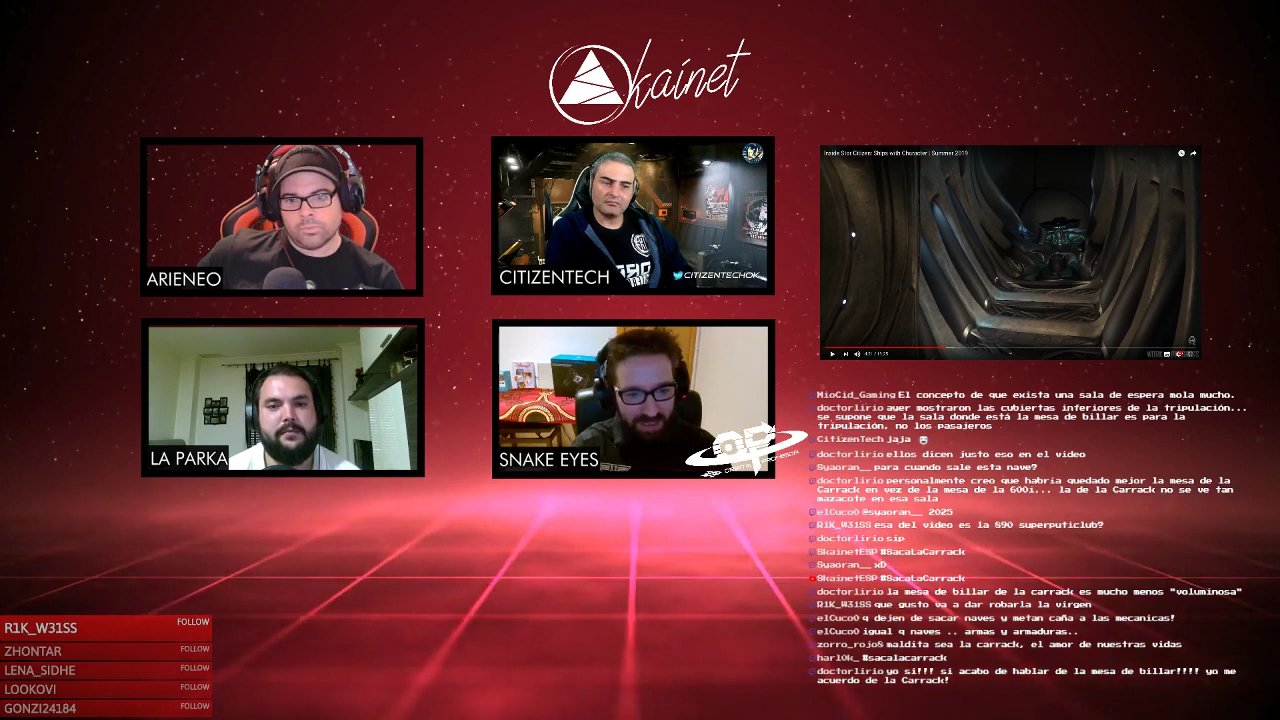 kainet
ARIENEO
CITIZENTECH
CITIZENTECHOK
LA PARKA
SNAKE EYES
Inside Star Citizen: Ships with Character | Summer 2019
MioCid_Gaming El concepto de que exista una sala de espera mola mucho.
doctorlirio ayer mostraron las cubiertas inferiores de la tripulación...
se supone que la sala donde está la mesa de billar es para la
tripulación, no los pasajeros
CitizenTech jaja
doctorlirio ellos dicen justo eso en el video
Syaoran__ para cuando sale esta nave?
doctorlirio personalmente creo que habría quedado mejor la mesa de la
Carrack en vez de la mesa de la 600i... la de la Carrack no se ve tan
mazacote en esa sala
elCuco0 @syaoran__ 2025
R1K_W31SS esa del video es la 890 superputiclub?
doctorlirio sip
SkainetESP #SacaLaCarrack
Syaoran__ xD
SkainetESP #SacaLaCarrack
doctorlirio la mesa de billar de la carrack es mucho menos "voluminosa"
R1K_W31SS que gusto va a dar robarla la virgen
elCuco0 q dejen de sacar naves y metan caña a las mecanicas!
elCuco0 igual q naves .. armas y armaduras..
zorro_rojo8 maldita sea la carrack, el amor de nuestras vidas
harl0k_ #sacalacarrack
doctorlirio yo si!!! si acabo de hablar de la mesa de billar!!!! yo me
acuerdo de la Carrack!
R1K_W31SS FOLLOW
ZHONTAR FOLLOW
LENA_SIDHE FOLLOW
LOOKOVI FOLLOW
GONZI24184 FOLLOW